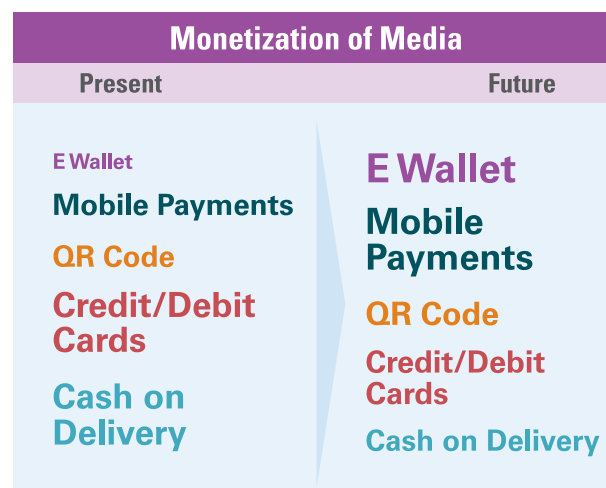 Monetization of Media
Present
Future
E Wallet
Mobile Payments
QR Code
Credit/Debit
Cards
Cash on
Delivery
E Wallet
Mobile
Payments
QR Code
Credit/Debit
Cards
Cash on Delivery